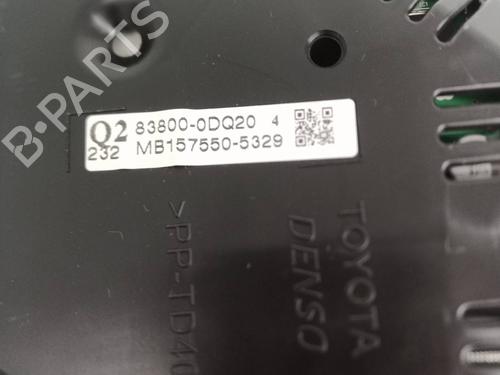 B-PARTS
Q2 83800-0DQ20 4
232 MB157550-5329
>PP-TD40
TOYOTA
DENSO